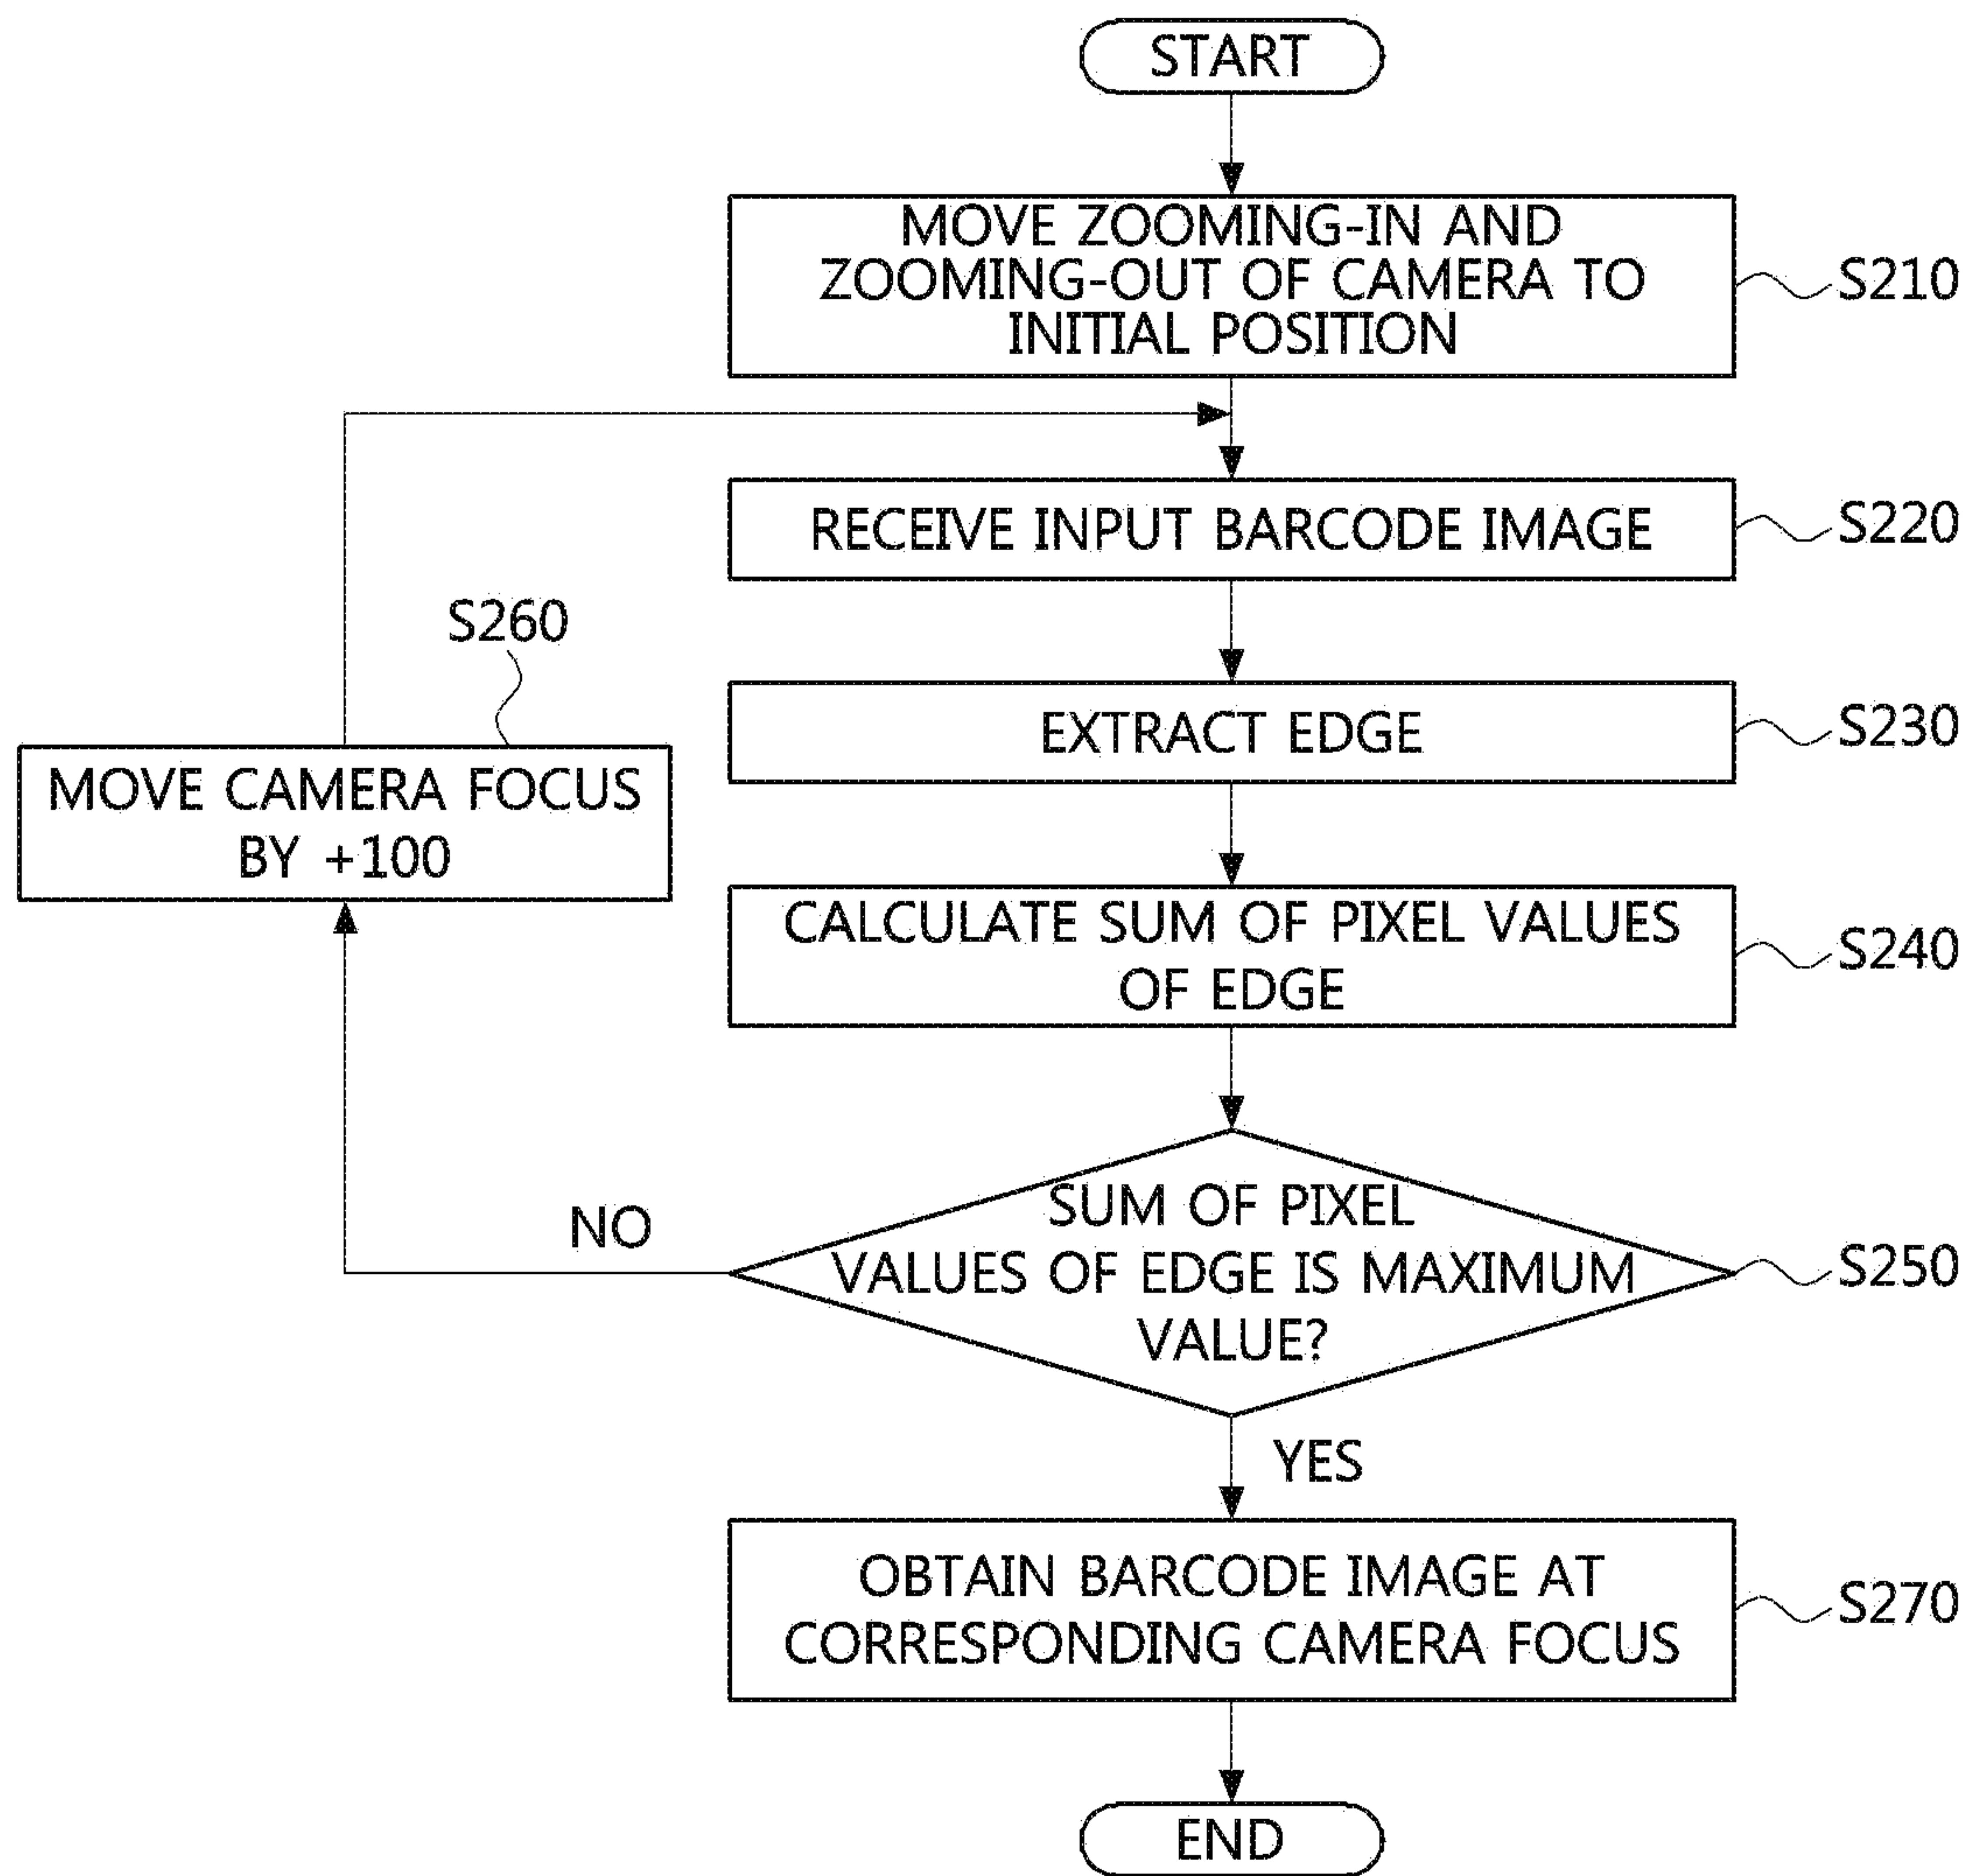 START
MOVE ZOOMING-IN AND
ZOOMING-OUT OF CAMERA TO
INITIAL POSITION
S210
RECEIVE INPUT BARCODE IMAGE
S220
S260
EXTRACT EDGE
S230
MOVE CAMERA FOCUS
BY +100
CALCULATE SUM OF PIXEL VALUES
OF EDGE
S240
SUM OF PIXEL
VALUES OF EDGE IS MAXIMUM
VALUE?
S250
NO
YES
OBTAIN BARCODE IMAGE AT
CORRESPONDING CAMERA FOCUS
S270
END